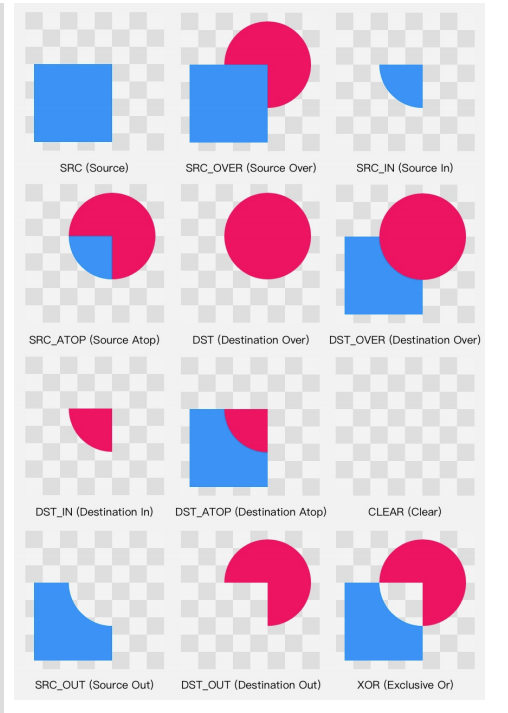 SRC (Source)
SRC_OVER (Source Over)
SRC_IN (Source In)
SRC_ATOP (Source Atop)
DST (Destination Over)
DST_OVER (Destination Over)
DST_IN (Destination In)
DST_ATOP (Destination Atop)
CLEAR (Clear)
SRC_OUT (Source Out)
DST_OUT (Destination Out)
XOR (Exclusive Or)